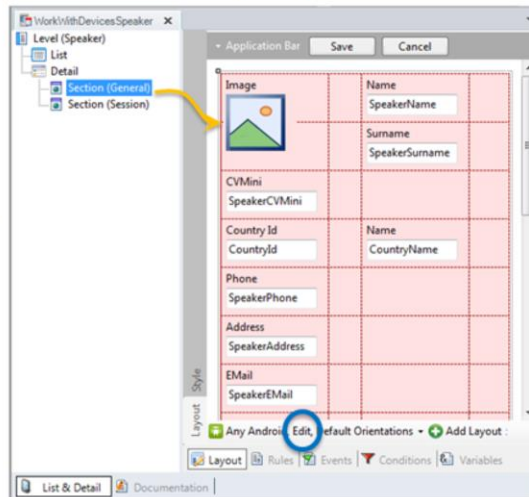 WorkWithDevicesSpeaker
Level (Speaker)
List
Detail
Section (General)
Section (Session)
Application Bar Save Cancel
Image Name
SpeakerName
Surname
SpeakerSurname
CVMini
SpeakerCVMini
Country Id Name
CountryId CountryName
Phone
SpeakerPhone
Address
SpeakerAddress
EMail
SpeakerEMail
Style
Layout
Any Android, Edit, Default Orientations Add Layout :
Layout Rules Events Conditions Variables
List & Detail Documentation